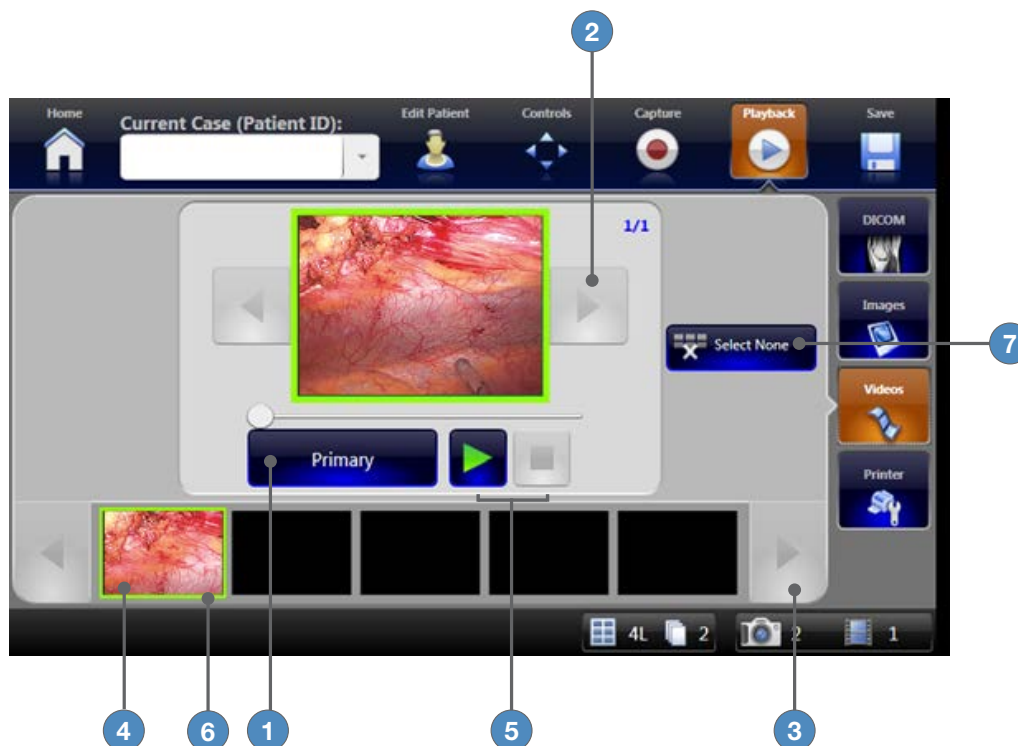 2
Home
Current Case (Patient ID):
Edit Patient
Controls
Capture
Playback
Save
1/1
DICOM
Images
Select None
7
Videos
Primary
Printer
4L 2 2 1
4 6 1 5 3